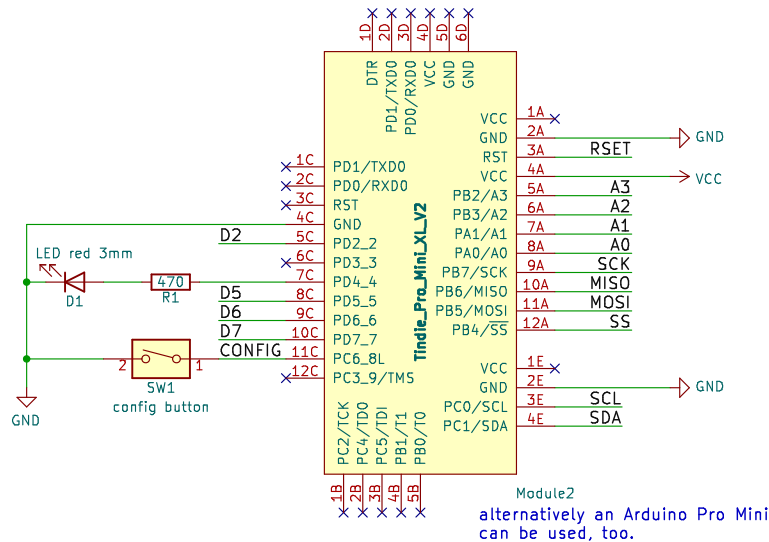 1D 2D 3D 4D 5D 6D
DTR PD1/TXD0 PD0/RXD0 VCC GND GND
VCC 1A
GND 2A GND
RST 3A RSET
VCC 4A VCC
PB2/A3 5A A3
PB3/A2 6A A2
PA1/A1 7A A1
PA0/A0 8A A0
PB7/SCK 9A SCK
PB6/MISO 10A MISO
PB5/MOSI 11A MOSI
PB4/SS 12A SS
VCC 1E
GND 2E GND
PC0/SCL 3E SCL
PC1/SDA 4E SDA
1C PD1/TXD0
2C PD0/RXD0
3C RST
4C GND
D2 5C PD2_2
6C PD3_3
LED red 3mm
D1
470
R1
7C PD4_4
D5 8C PD5_5
D6 9C PD6_6
D7 10C PD7_7
CONFIG 11C PC6_8L
12C PC3_9/TMS
2 1
SW1
config button
GND
Tindie_Pro_Mini_XL_V2
PC2/TCK PC4/TDO PC5/TDI PB1/T1 PB0/T0
1B 2B 3B 4B 5B
Module2
alternatively an Arduino Pro Mini
can be used, too.